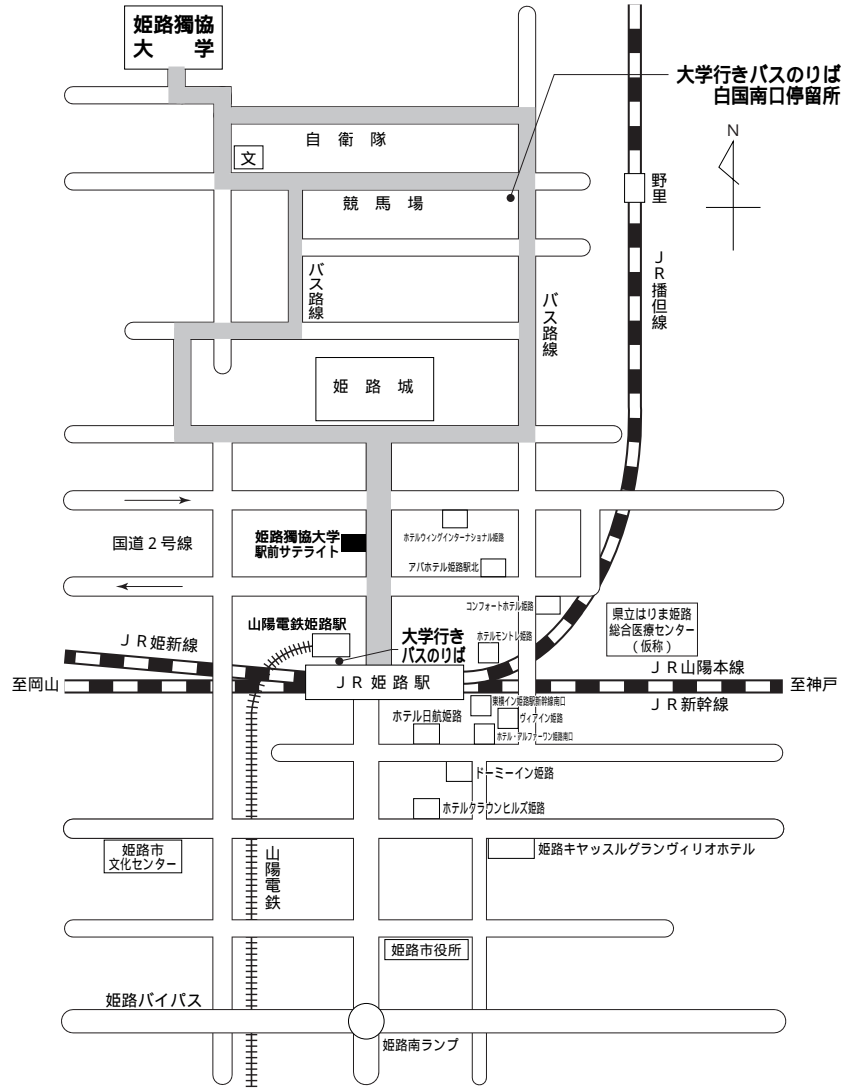 姫路獨協
大　学
大学行きバスのりば
白国南口停留所
N
自 衛 隊
文
野里
競 馬 場
バス路線
バス路線
ＪＲ播但線
姫 路 城
国道２号線
姫路獨協大学
駅前サテライト
ホテルウィングインターナショナル姫路
アパホテル姫路駅北
コンフォートホテル姫路
県立はりま姫路
総合医療センター
(仮称)
山陽電鉄姫路駅
大学行き
バスのりば
ホテルモントレ姫路
ＪＲ姫新線
ＪＲ山陽本線
至岡山
ＪＲ姫路駅
至神戸
ＪＲ新幹線
東横イン姫路駅新幹線南口
ホテル日航姫路
ヴィアイン姫路
ホテル・アルファーワン姫路南口
ドーミーイン姫路
ホテルクラウンヒルズ姫路
姫路市
文化センター
山陽電鉄
姫路キヤッスルグランヴィリオホテル
姫路市役所
姫路バイパス
姫路南ランプ